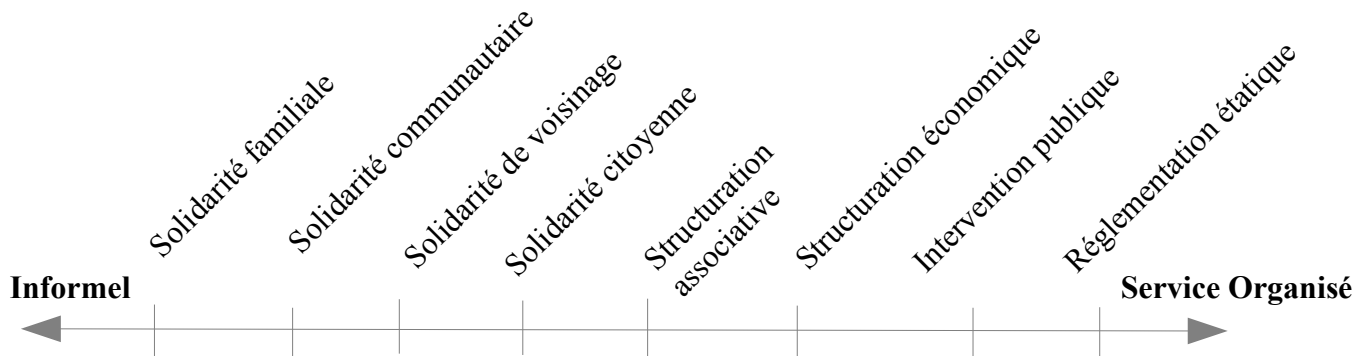 Solidarité familiale
Solidarité communautaire
Solidarité de voisinage
Solidarité citoyenne
Structuration
associative
Structuration économique
Intervention publique
Réglementation étatique
Informel
Service Organisé